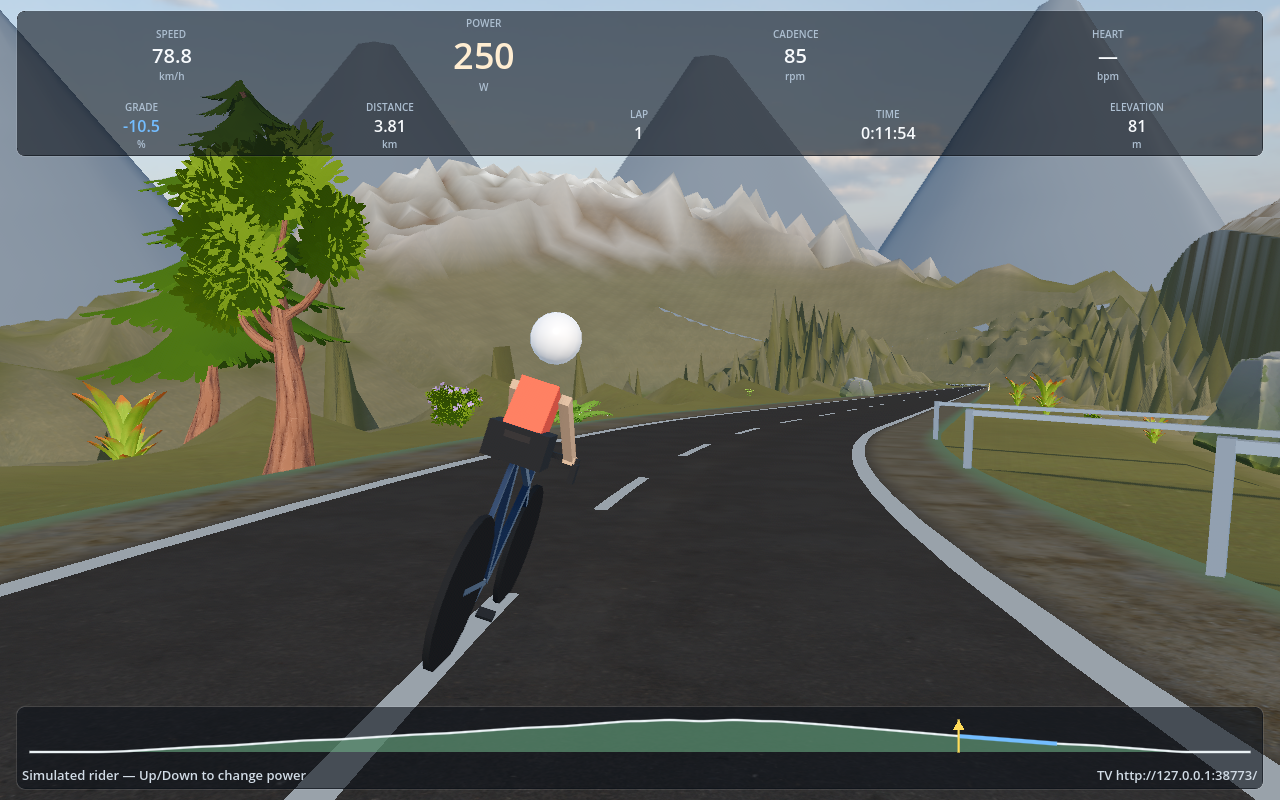 SPEED
78.8
km/h
POWER
250
W
CADENCE
85
rpm
HEART
—
bpm
GRADE
-10.5
%
DISTANCE
3.81
km
LAP
1
TIME
0:11:54
ELEVATION
81
m
Simulated rider — Up/Down to change power
TV http://127.0.0.1:38773/